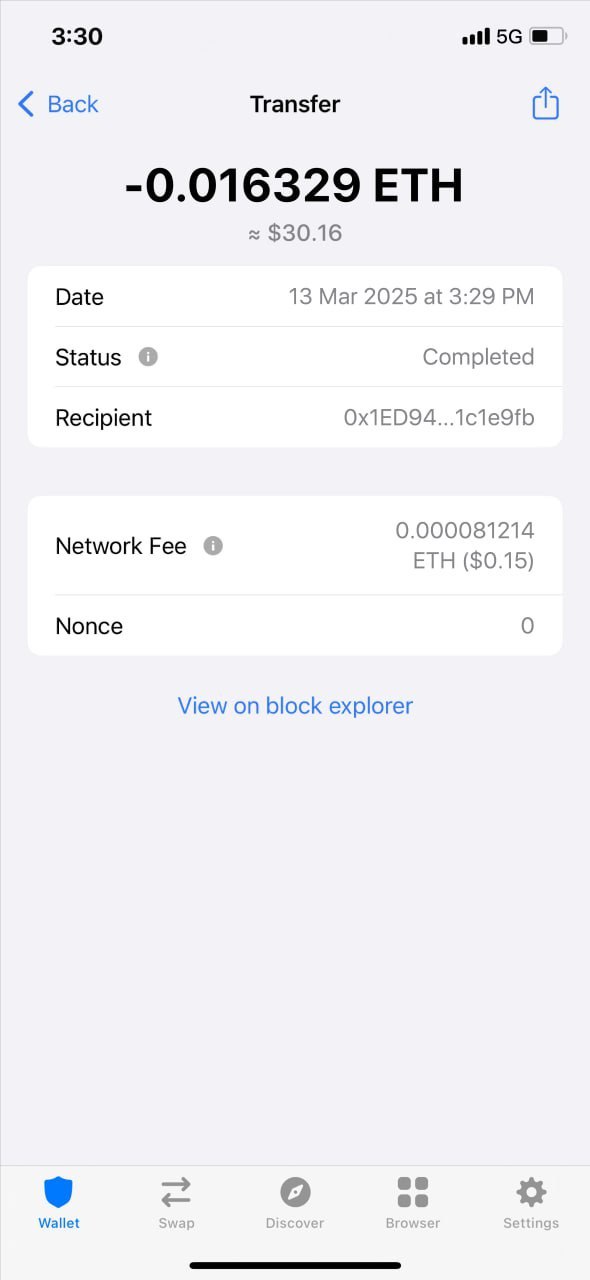 3:30
5G
Back
Transfer
-0.016329 ETH
≈ $30.16
Date
13 Mar 2025 at 3:29 PM
Status
Completed
Recipient
0x1ED94...1c1e9fb
Network Fee
0.000081214
ETH ($0.15)
Nonce
0
View on block explorer
Wallet
Swap
Discover
Browser
Settings